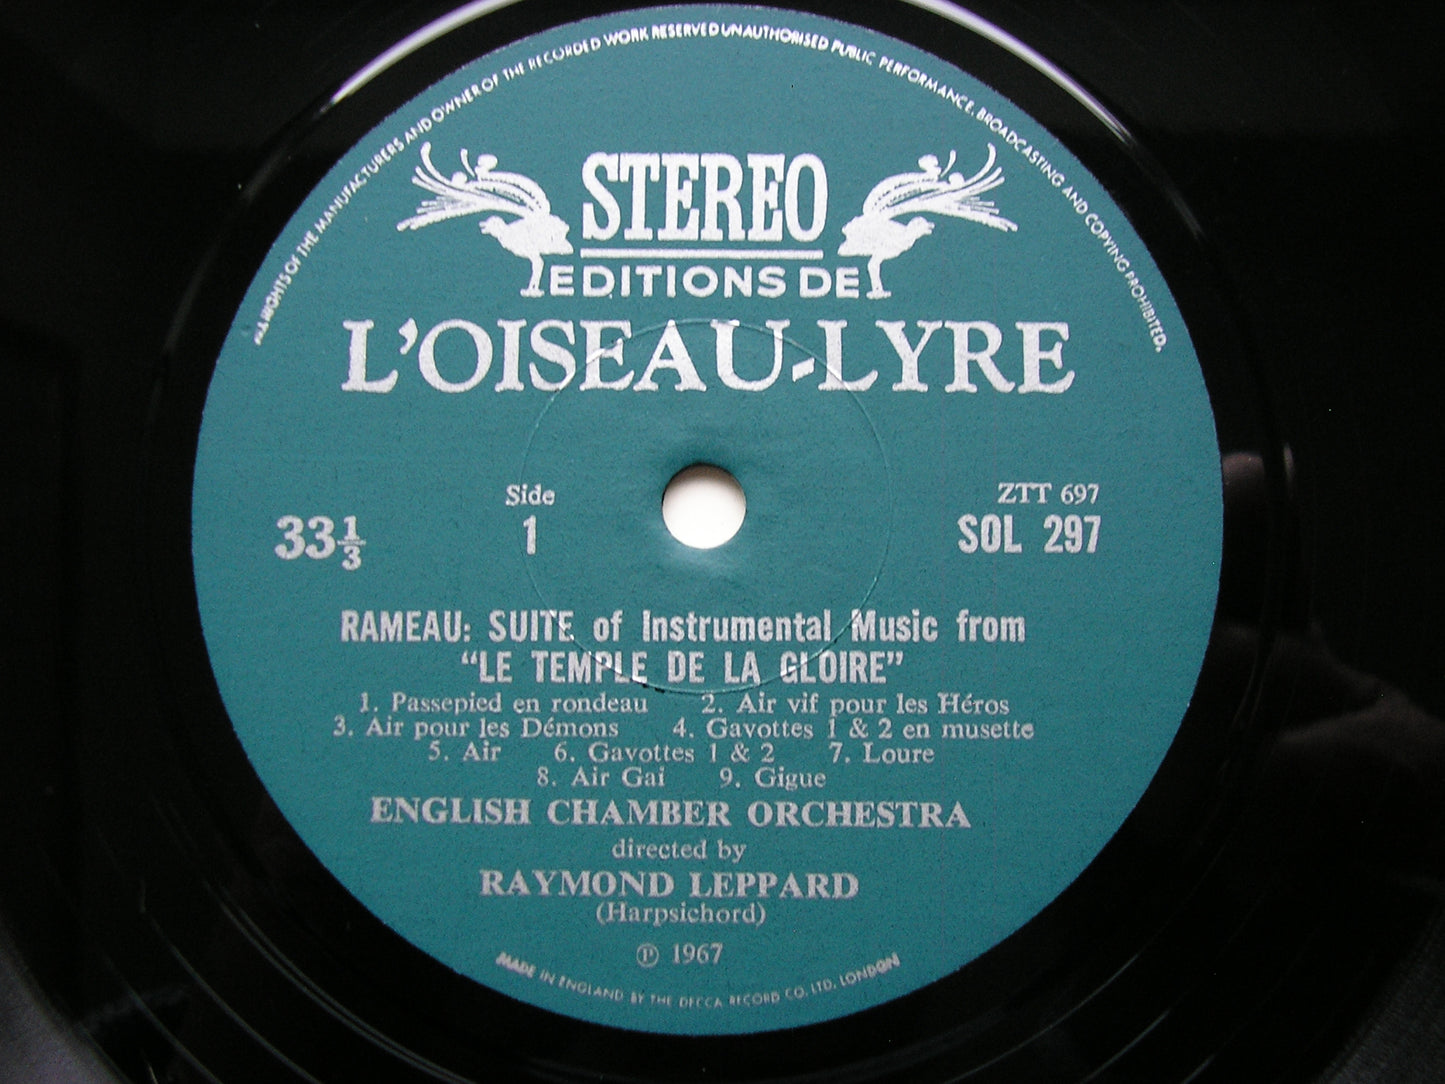 ALL RIGHTS OF THE MANUFACTURERS AND OWNER OF THE RECORDED WORK RESERVED UNAUTHORISED PUBLIC PERFORMANCE, BROADCASTING AND COPYING PROHIBITED.
STEREO
EDITIONS DE
L'OISEAU-LYRE
Side
1
33⅓
ZTT 697
SOL 297
RAMEAU: SUITE of Instrumental Music from
"LE TEMPLE DE LA GLOIRE"
1. Passepied en rondeau 2. Air vif pour les Héros
3. Air pour les Démons 4. Gavottes 1 & 2 en musette
5. Air 6. Gavottes 1 & 2 7. Loure
8. Air Gai 9. Gigue
ENGLISH CHAMBER ORCHESTRA
directed by
RAYMOND LEPPARD
(Harpsichord)
℗ 1967
MADE IN ENGLAND BY THE DECCA RECORD CO. LTD. LONDON